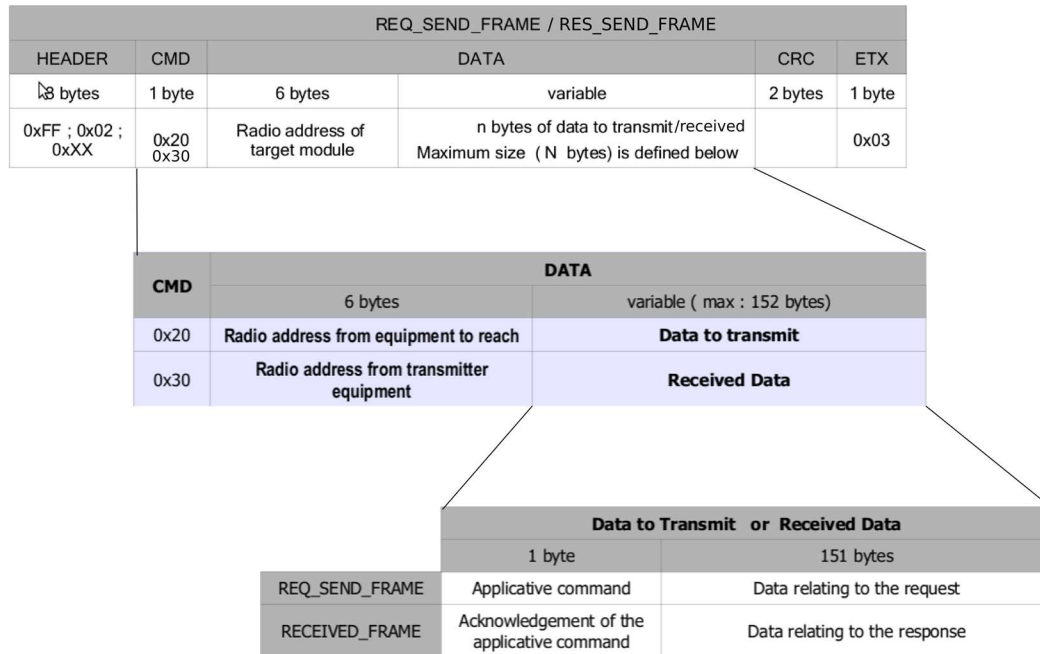 REQ_SEND_FRAME / RES_SEND_FRAME
HEADER CMD DATA CRC ETX
3 bytes 1 byte 6 bytes variable 2 bytes 1 byte
0xFF ; 0x02 ; 0xXX
0x20
0x30
Radio address of
target module
n bytes of data to transmit/received
Maximum size ( N bytes) is defined below
0x03
CMD
DATA
6 bytes variable ( max : 152 bytes)
0x20 Radio address from equipment to reach Data to transmit
0x30
Radio address from transmitter
equipment
Received Data
Data to Transmit or Received Data
1 byte 151 bytes
REQ_SEND_FRAME Applicative command Data relating to the request
RECEIVED_FRAME
Acknowledgement of the
applicative command
Data relating to the response